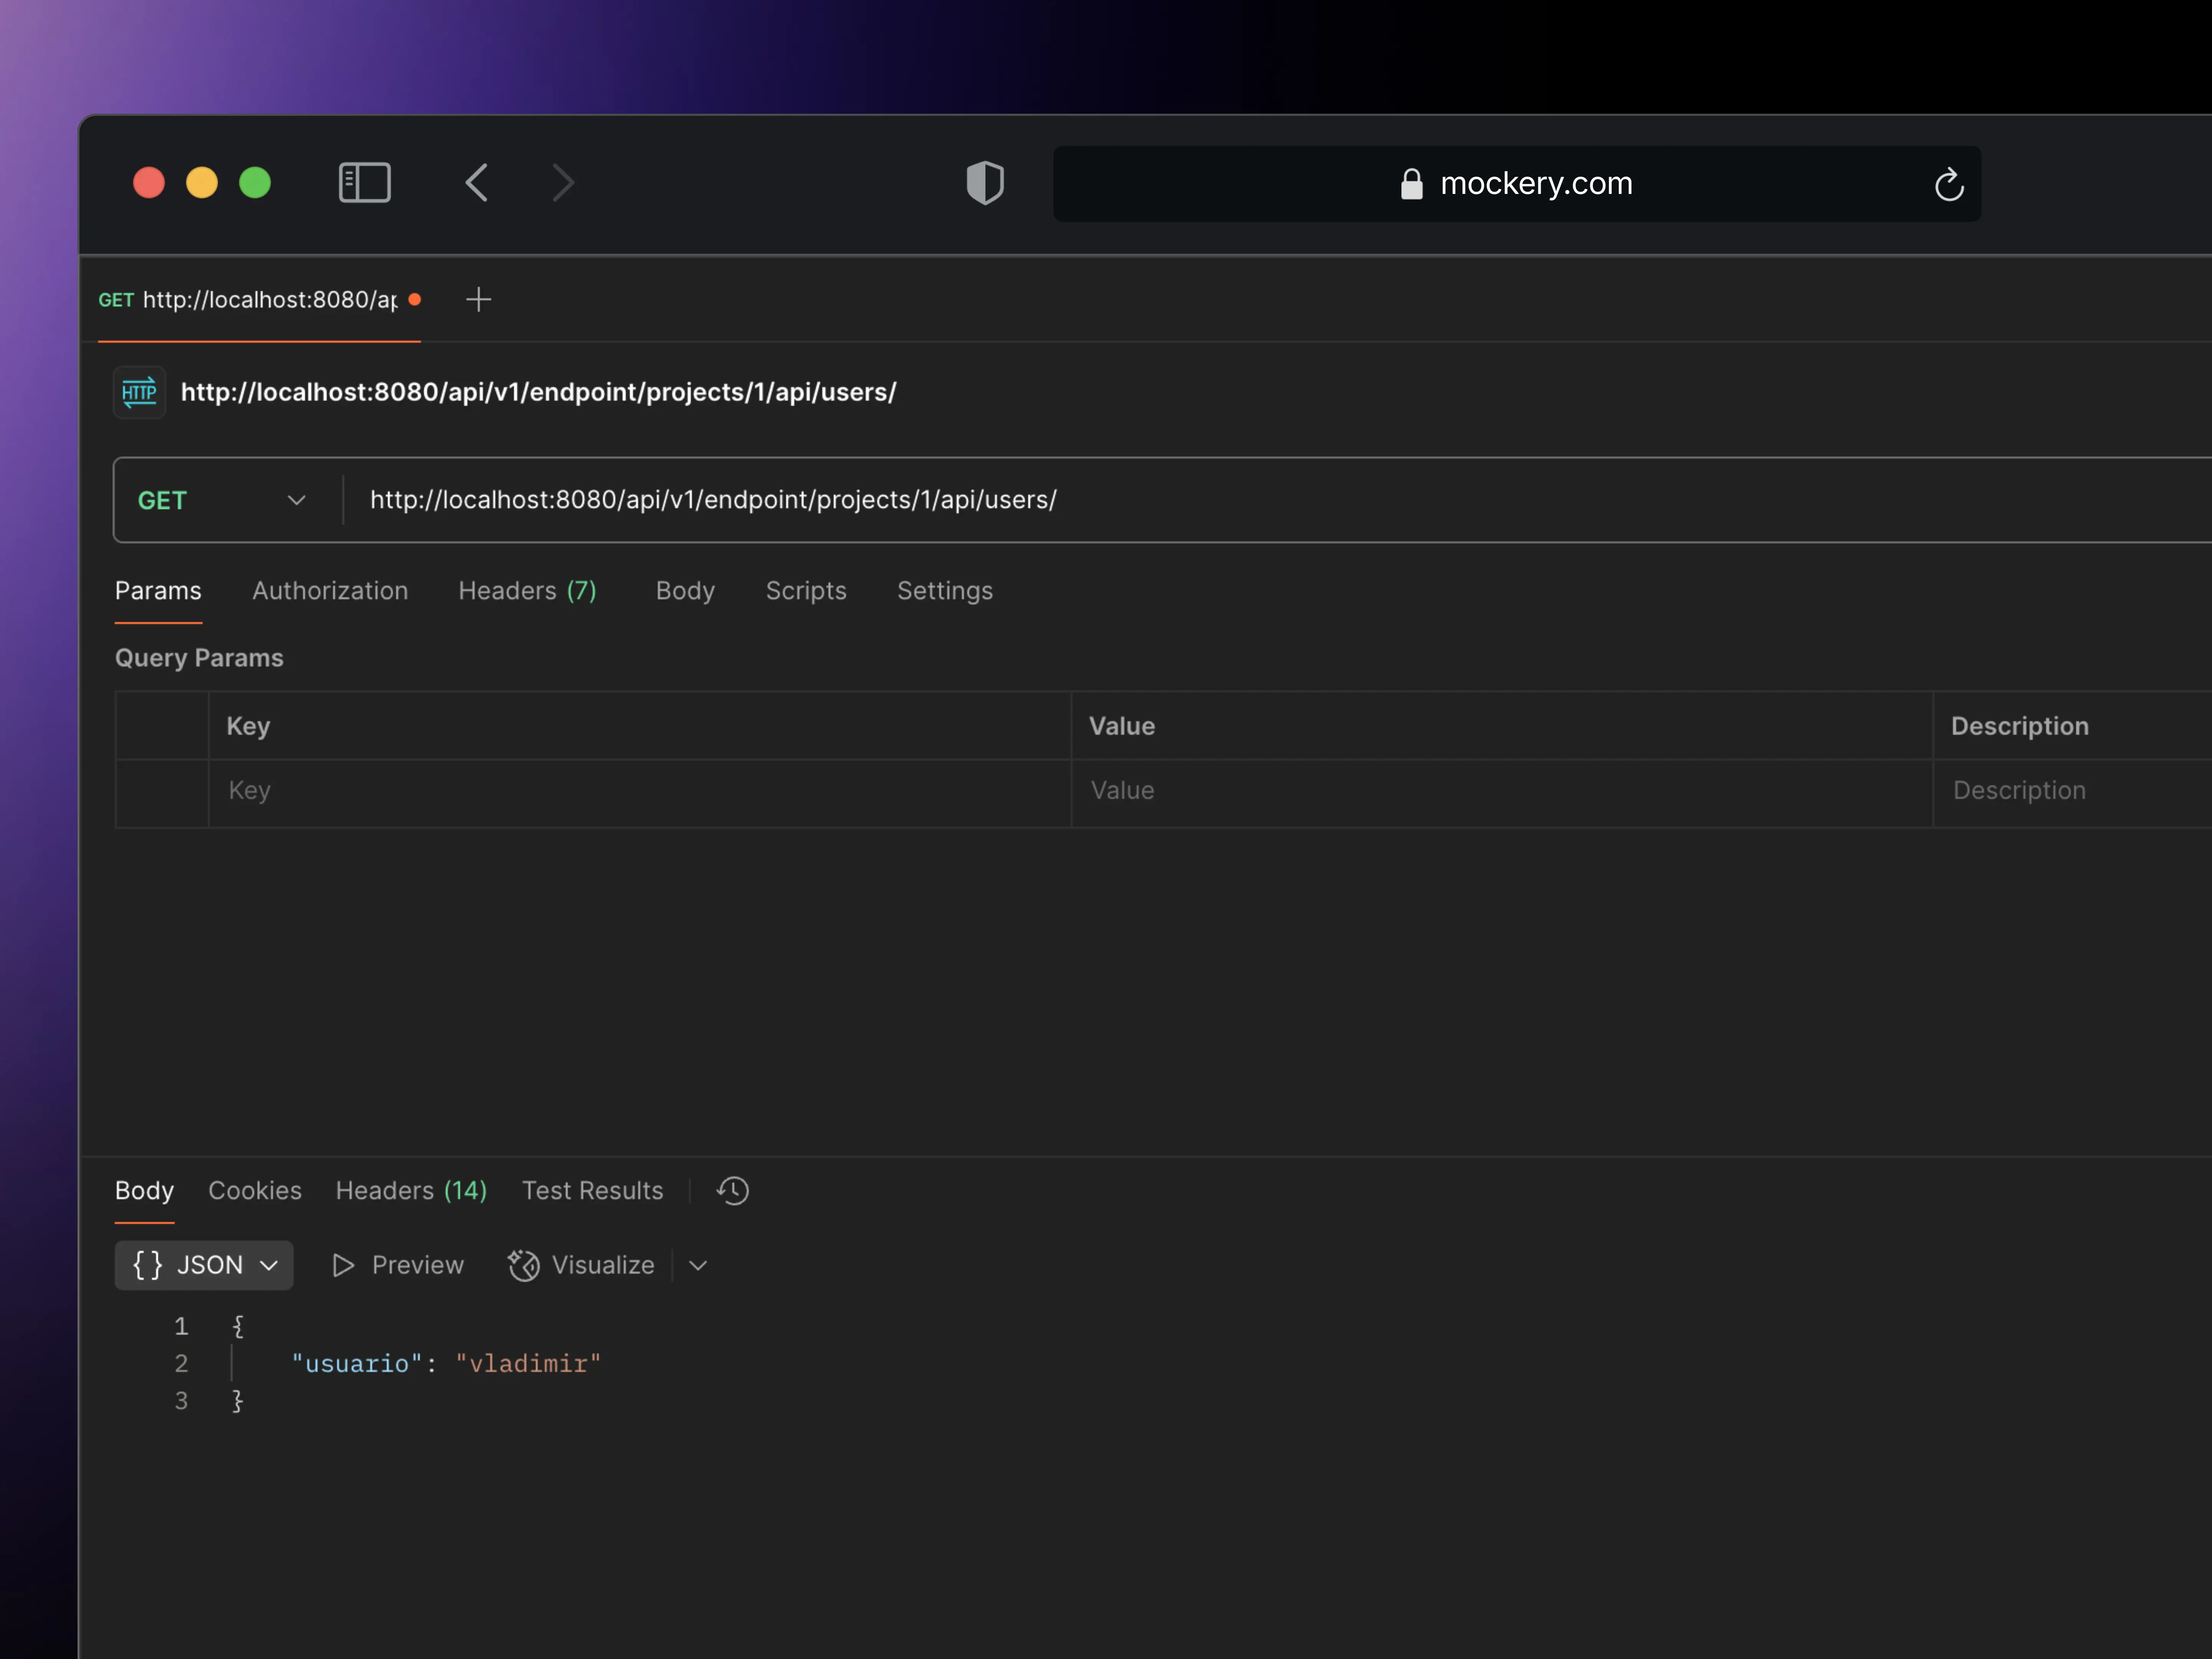 mockery.com
GET http://localhost:8080/ap
HTTP http://localhost:8080/api/v1/endpoint/projects/1/api/users/
GET http://localhost:8080/api/v1/endpoint/projects/1/api/users/
Params Authorization Headers (7) Body Scripts Settings
Query Params
Key Value Description
Key Value Description
Body Cookies Headers (14) Test Results
{} JSON Preview Visualize
1 {
2 "usuario": "vladimir"
3 }